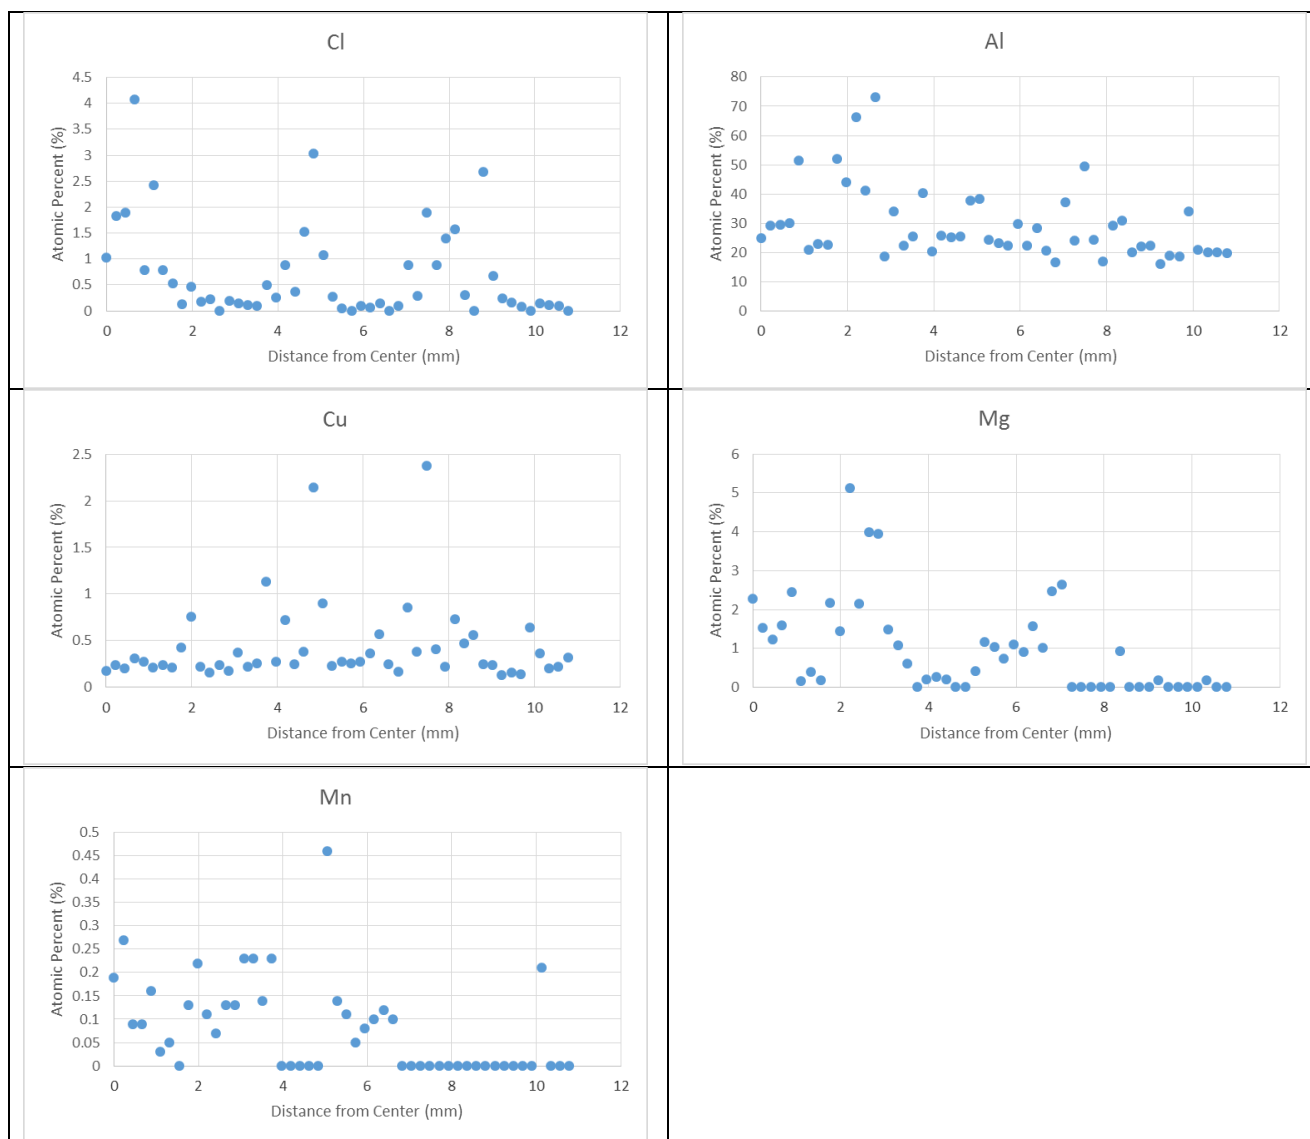 Cl
4.5
4
3.5
3
2.5
2
1.5
1
0.5
0
0 2 4 6 8 10 12
Atomic Percent (%)
Distance from Center (mm)
Al
80
70
60
50
40
30
20
10
0
0 2 4 6 8 10 12
Atomic Percent (%)
Distance from Center (mm)
Cu
2.5
2
1.5
1
0.5
0
0 2 4 6 8 10 12
Atomic Percent (%)
Distance from Center (mm)
Mg
6
5
4
3
2
1
0
0 2 4 6 8 10 12
Atomic Percent (%)
Distance from Center (mm)
Mn
0.5
0.45
0.4
0.35
0.3
0.25
0.2
0.15
0.1
0.05
0
0 2 4 6 8 10 12
Atomic Percent (%)
Distance from Center (mm)